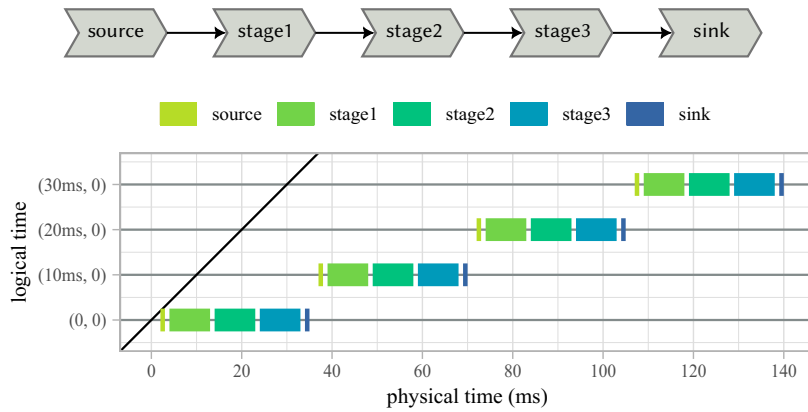 source stage1 stage2 stage3 sink
source stage1 stage2 stage3 sink
logical time
(30ms, 0)
(20ms, 0)
(10ms, 0)
(0, 0)
0 20 40 60 80 100 120 140
physical time (ms)